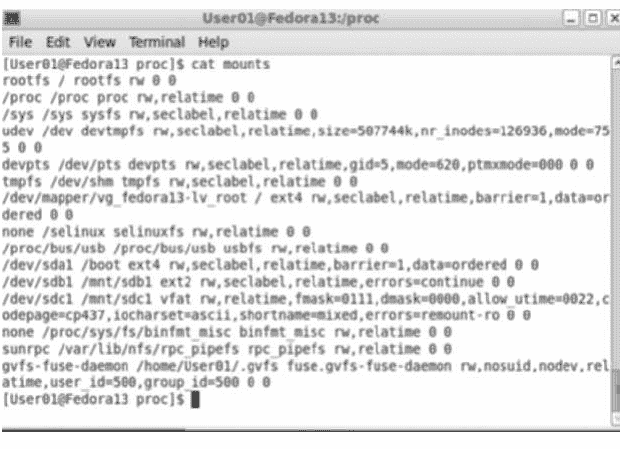 User01@Fedora13:/proc
File Edit View Terminal Help
[User01@Fedora13 proc]$ cat mounts
rootfs / rootfs rw 0 0
/proc /proc proc rw,relatime 0 0
/sys /sys sysfs rw,seclabel,relatime 0 0
udev /dev devtmpfs rw,seclabel,relatime,size=507744k,nr_inodes=126936,mode=75
5 0 0
devpts /dev/pts devpts rw,seclabel,relatime,gid=5,mode=620,ptmxmode=000 0 0
tmpfs /dev/shm tmpfs rw,seclabel,relatime 0 0
/dev/mapper/vg_fedora13-lv_root / ext4 rw,seclabel,relatime,barrier=1,data=or
dered 0 0
none /selinux selinuxfs rw,relatime 0 0
/proc/bus/usb /proc/bus/usb usbfs rw,relatime 0 0
/dev/sda1 /boot ext4 rw,seclabel,relatime,barrier=1,data=ordered 0 0
/dev/sdb1 /mnt/sdb1 ext2 rw,seclabel,relatime,errors=continue 0 0
/dev/sdc1 /mnt/sdc1 vfat rw,relatime,fmask=0111,dmask=0000,allow_utime=0022,c
odepage=cp437,iocharset=ascii,shortname=mixed,errors=remount-ro 0 0
none /proc/sys/fs/binfmt_misc binfmt_misc rw,relatime 0 0
sunrpc /var/lib/nfs/rpc_pipefs rpc_pipefs rw,relatime 0 0
gvfs-fuse-daemon /home/User01/.gvfs fuse.gvfs-fuse-daemon rw,nosuid,nodev,rel
atime,user_id=500,group_id=500 0 0
[User01@Fedora13 proc]$